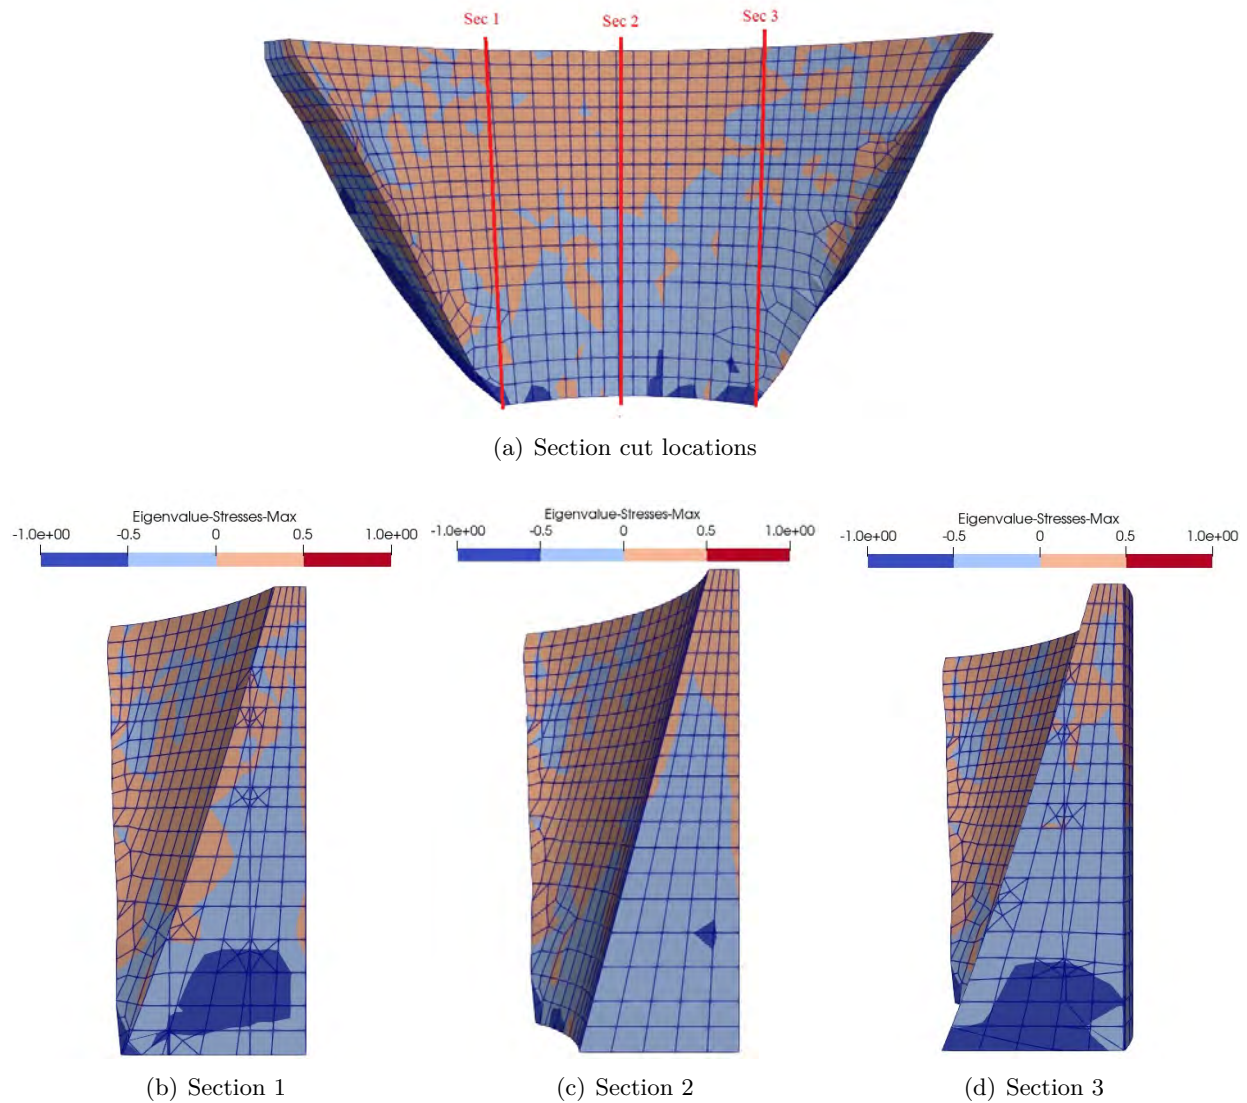 Sec 1 Sec 2 Sec 3
(a) Section cut locations
Eigenvalue-Stresses-Max Eigenvalue-Stresses-Max Eigenvalue-Stresses-Max
-1.0e+00 -0.5 0 0.5 1.0e+00 -1.0e+00 -0.5 0 0.5 1.0e+00 -1.0e+00 -0.5 0 0.5 1.0e+00
(b) Section 1 (c) Section 2 (d) Section 3